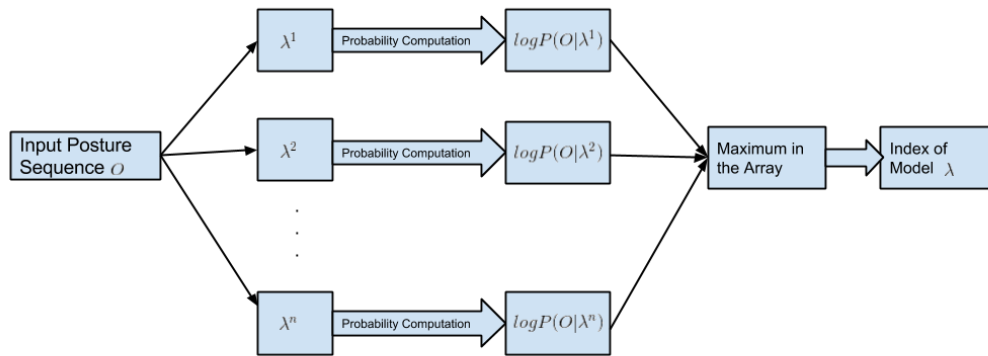 Input Posture
Sequence O
λ¹
Probability Computation
logP(O|λ¹)
λ²
Probability Computation
logP(O|λ²)
.
.
.
λⁿ
Probability Computation
logP(O|λⁿ)
Maximum in
the Array
Index of
Model λ